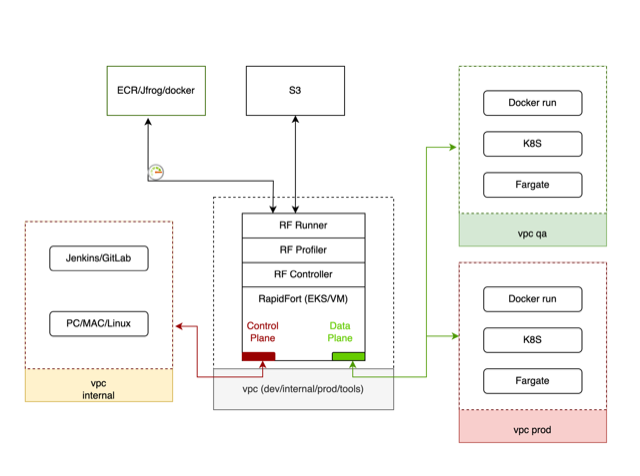 ECR/Jfrog/docker
S3
Docker run
K8S
Fargate
vpc qa
RF Runner
RF Profiler
RF Controller
RapidFort (EKS/VM)
Control
Plane
Data
Plane
vpc (dev/internal/prod/tools)
Jenkins/GitLab
PC/MAC/Linux
vpc
internal
Docker run
K8S
Fargate
vpc prod